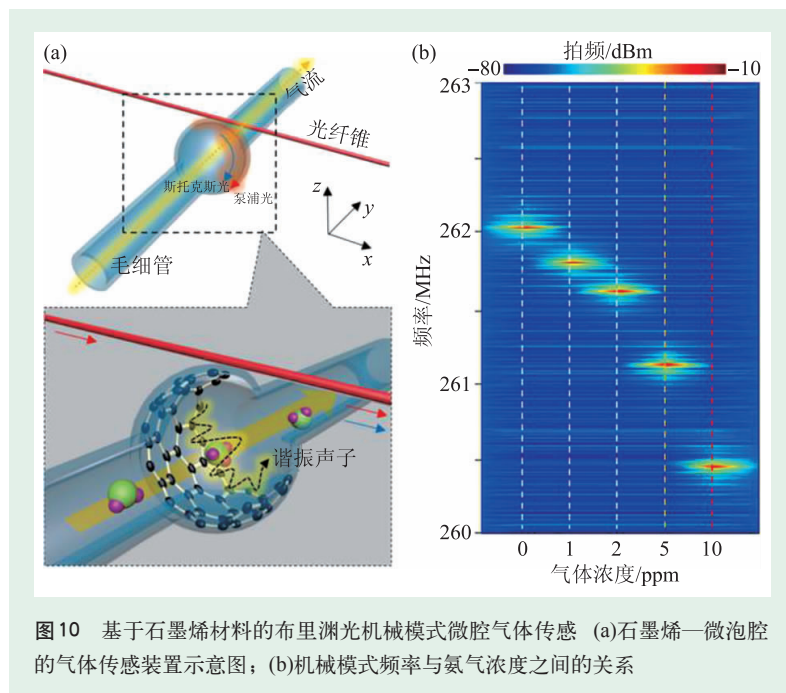 (a)
气流
光纤锥
斯托克斯光
泵浦光
z
y
x
毛细管
谐振声子
(b)
拍频/dBm
−80
−10
263
262
261
260
频率/MHz
0 1 2 5 10
气体浓度/ppm
图10 基于石墨烯材料的布里渊光机械模式微腔气体传感 (a)石墨烯—微泡腔
的气体传感装置示意图；(b)机械模式频率与氨气浓度之间的关系